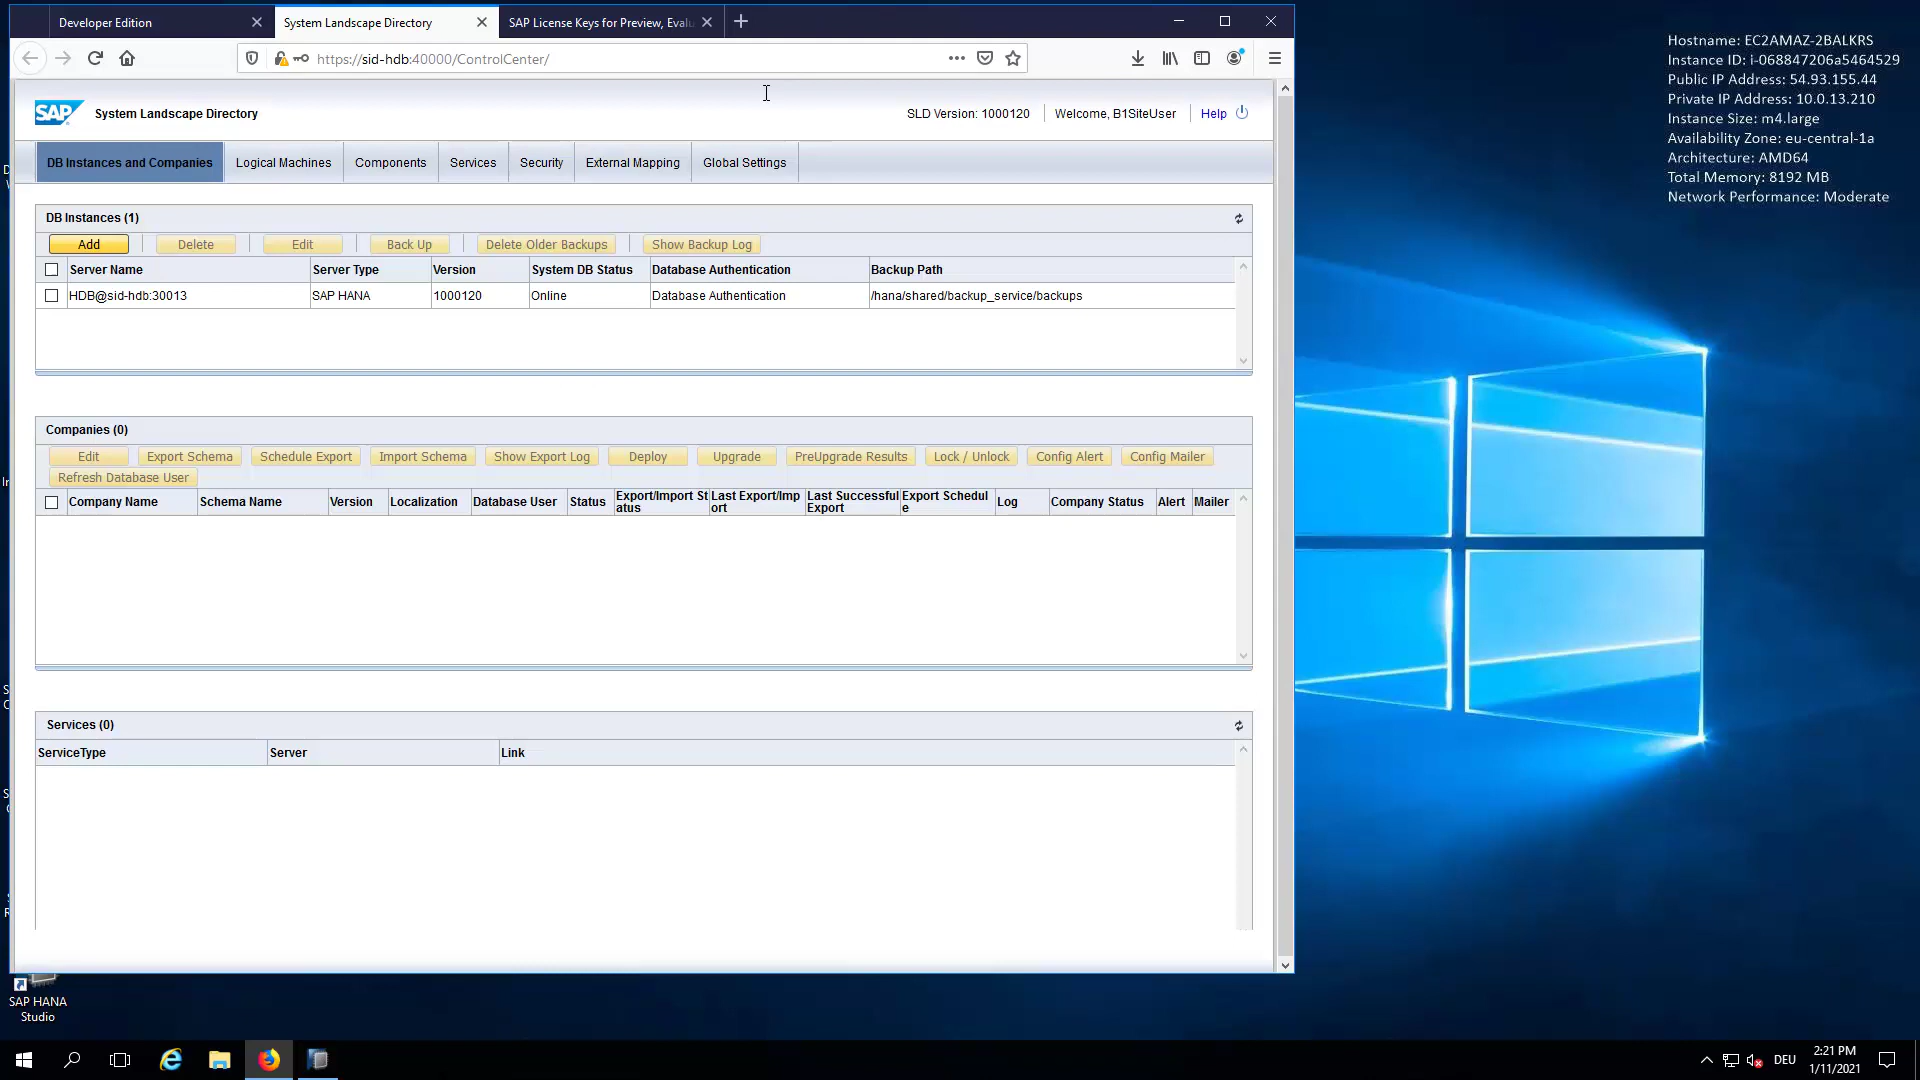 Developer Edition
System Landscape Directory
SAP License Keys for Preview, Evalu
https://sid-hdb:40000/ControlCenter/
Hostname: EC2AMAZ-2BALKRS
Instance ID: i-068847206a5464529
Public IP Address: 54.93.155.44
Private IP Address: 10.0.13.210
Instance Size: m4.large
Availability Zone: eu-central-1a
Architecture: AMD64
Total Memory: 8192 MB
Network Performance: Moderate
SAP System Landscape Directory
SLD Version: 1000120
Welcome, B1SiteUser
Help
DB Instances and Companies
Logical Machines
Components
Services
Security
External Mapping
Global Settings
DB Instances (1)
Add
Delete
Edit
Back Up
Delete Older Backups
Show Backup Log
Server Name
Server Type
Version
System DB Status
Database Authentication
Backup Path
HDB@sid-hdb:30013
SAP HANA
1000120
Online
Database Authentication
/hana/shared/backup_service/backups
Companies (0)
Edit
Export Schema
Schedule Export
Import Schema
Show Export Log
Deploy
Upgrade
PreUpgrade Results
Lock / Unlock
Config Alert
Config Mailer
Refresh Database User
Company Name
Schema Name
Version
Localization
Database User
Status
Export/Import St
atus
Last Export/Imp
ort
Last Successful
Export
Export Schedul
e
Log
Company Status
Alert
Mailer
Services (0)
ServiceType
Server
Link
SAP HANA
Studio
DEU
2:21 PM
1/11/2021